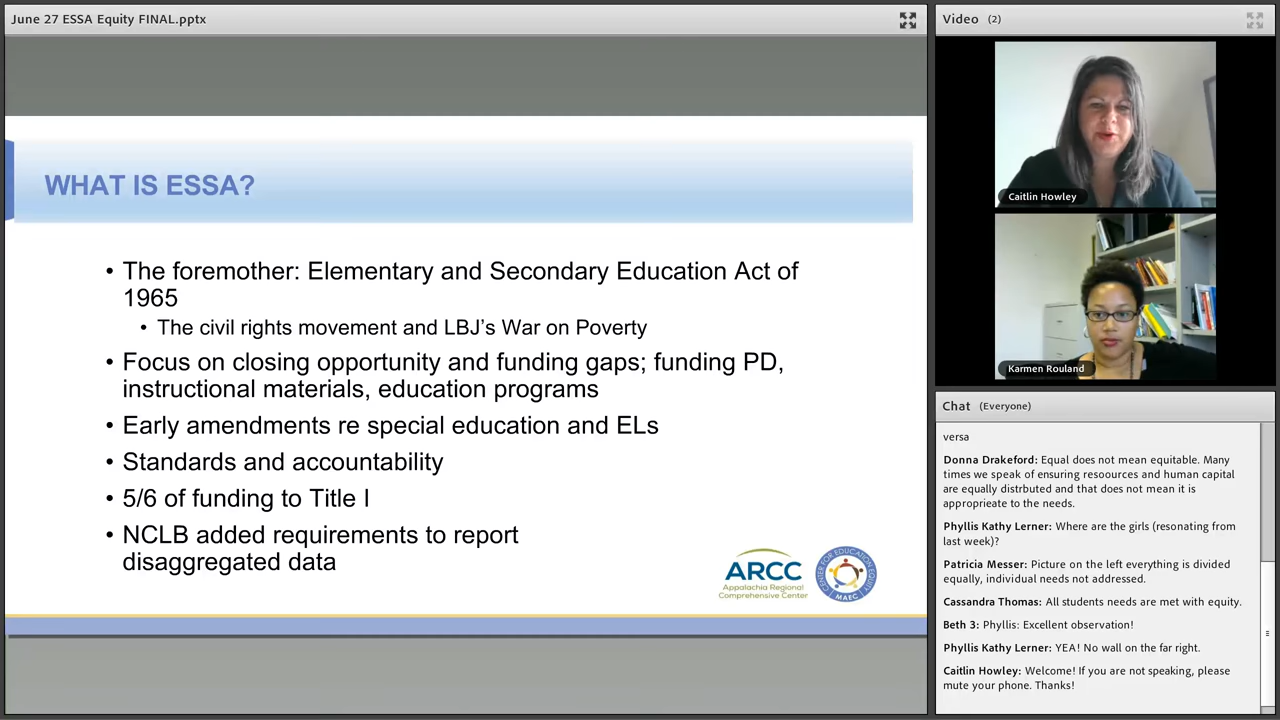 June 27 ESSA Equity FINAL.pptx
WHAT IS ESSA?
• The foremother: Elementary and Secondary Education Act of
1965
• The civil rights movement and LBJ's War on Poverty
• Focus on closing opportunity and funding gaps; funding PD,
instructional materials, education programs
• Early amendments re special education and ELs
• Standards and accountability
• 5/6 of funding to Title I
• NCLB added requirements to report
disaggregated data
ARCC
Appalachia Regional
Comprehensive Center
CENTER FOR EDUCATION EQUITY
MAEC
Video (2)
Caitlin Howley
Karmen Rouland
Chat (Everyone)
versa
Donna Drakeford: Equal does not mean equitable. Many
times we speak of ensuring resoources and human capital
are equally distrbuted and that does not mean it is
approprieate to the needs.
Phyllis Kathy Lerner: Where are the girls (resonating from
last week)?
Patricia Messer: Picture on the left everything is divided
equally, individual needs not addressed.
Cassandra Thomas: All students needs are met with equity.
Beth 3: Phyllis: Excellent observation!
Phyllis Kathy Lerner: YEA! No wall on the far right.
Caitlin Howley: Welcome! If you are not speaking, please
mute your phone. Thanks!